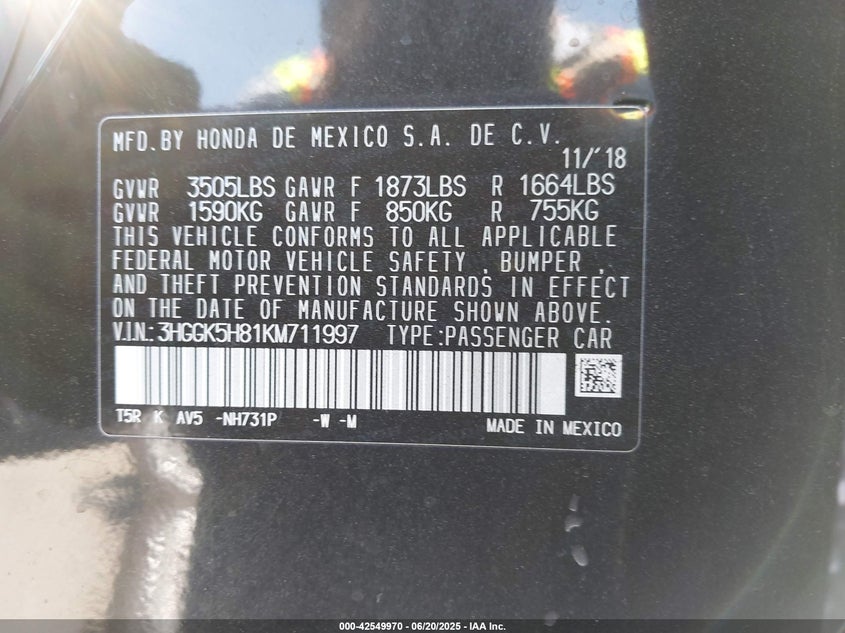 MFD.BY HONDA DE MEXICO S.A. DE C.V.
11/'18
GVWR 3505LBS GAWR F 1873LBS R 1664LBS
GVWR 1590KG GAWR F 850KG R 755KG
THIS VEHICLE CONFORMS TO ALL APPLICABLE
FEDERAL MOTOR VEHICLE SAFETY , BUMPER ,
AND THEFT PREVENTION STANDARDS IN EFFECT
ON THE DATE OF MANUFACTURE SHOWN ABOVE.
V.I.N.: 3HGGK5H81KM711997 TYPE:PASSENGER CAR
T5R K AV5 -NH731P -W -M
MADE IN MEXICO
000-42549970 - 06/20/2025 - IAA Inc.